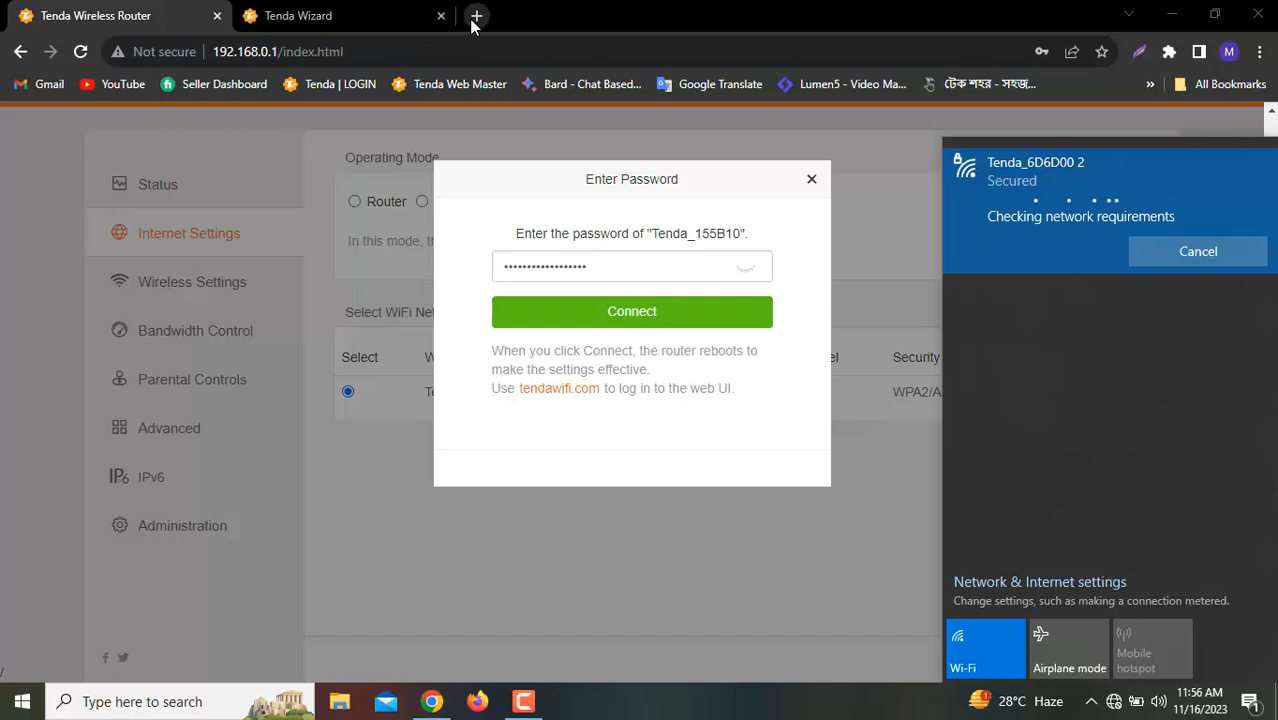 Tenda Wireless Router
Tenda Wizard
Not secure
192.168.0.1/index.html
M
Gmail
YouTube
Seller Dashboard
Tenda | LOGIN
Tenda Web Master
Bard - Chat Based...
Google Translate
Lumen5 - Video Ma...
টেক শহর - সহজ...
»
All Bookmarks
Status
Internet Settings
Wireless Settings
Bandwidth Control
Parental Controls
Advanced
IPv6
Administration
Operating Mode
Router
In this mode, th
Select WiFi Net
Select
W
Security
Te
WPA2/A
Enter Password
Enter the password of "Tenda_155B10".
••••••••••••••••••
Connect
When you click Connect, the router reboots to
make the settings effective.
Use tendawifi.com to log in to the web UI.
Tenda_6D6D00 2
Secured
Checking network requirements
Cancel
Network & Internet settings
Change settings, such as making a connection metered.
Wi-Fi
Airplane mode
Mobile
hotspot
Type here to search
28°C Haze
11:56 AM
11/16/2023